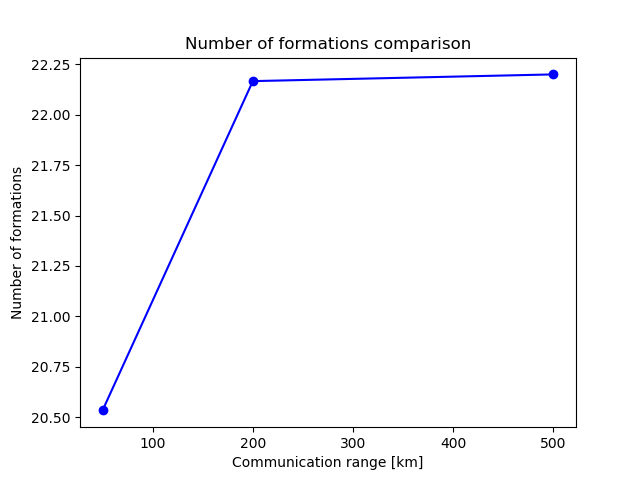 Number of formations comparison
22.25
22.00
21.75
21.50
21.25
21.00
20.75
20.50
Number of formations
100 200 300 400 500
Communication range [km]